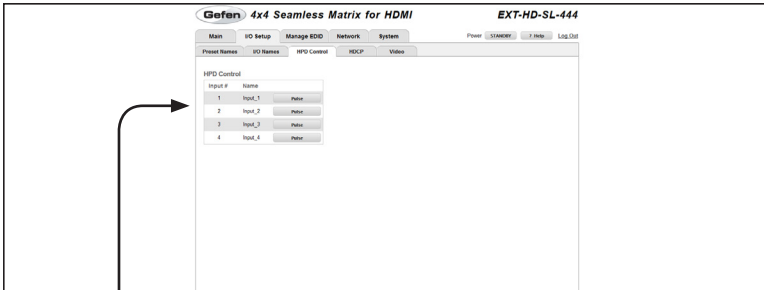 Gefen 4x4 Seamless Matrix for HDMI EXT-HD-SL-444
Main I/O Setup Manage EDID Network System Power STANDBY ? Help Log Out
Preset Names I/O Names HPD Control HDCP Video
HPD Control
Input # Name
1 Input_1 Pulse
2 Input_2 Pulse
3 Input_3 Pulse
4 Input_4 Pulse